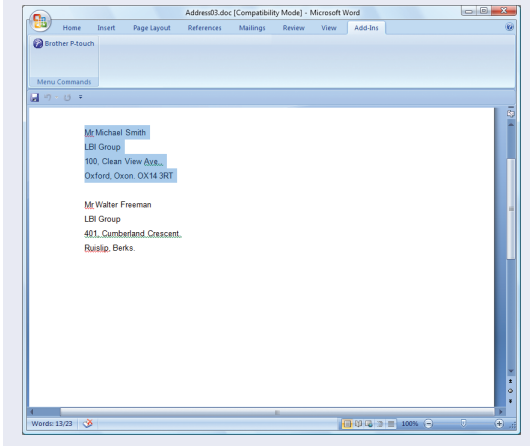 Address03.doc [Compatibility Mode] - Microsoft Word
Home Insert Page Layout References Mailings Review View Add-Ins
Brother P-touch
Menu Commands
Mr Michael Smith
LBI Group
100, Clean View Ave.,
Oxford, Oxon. OX14 3RT
Mr Walter Freeman
LBI Group
401, Cumberland Crescent.
Ruislip, Berks.
Words: 13/23 100%